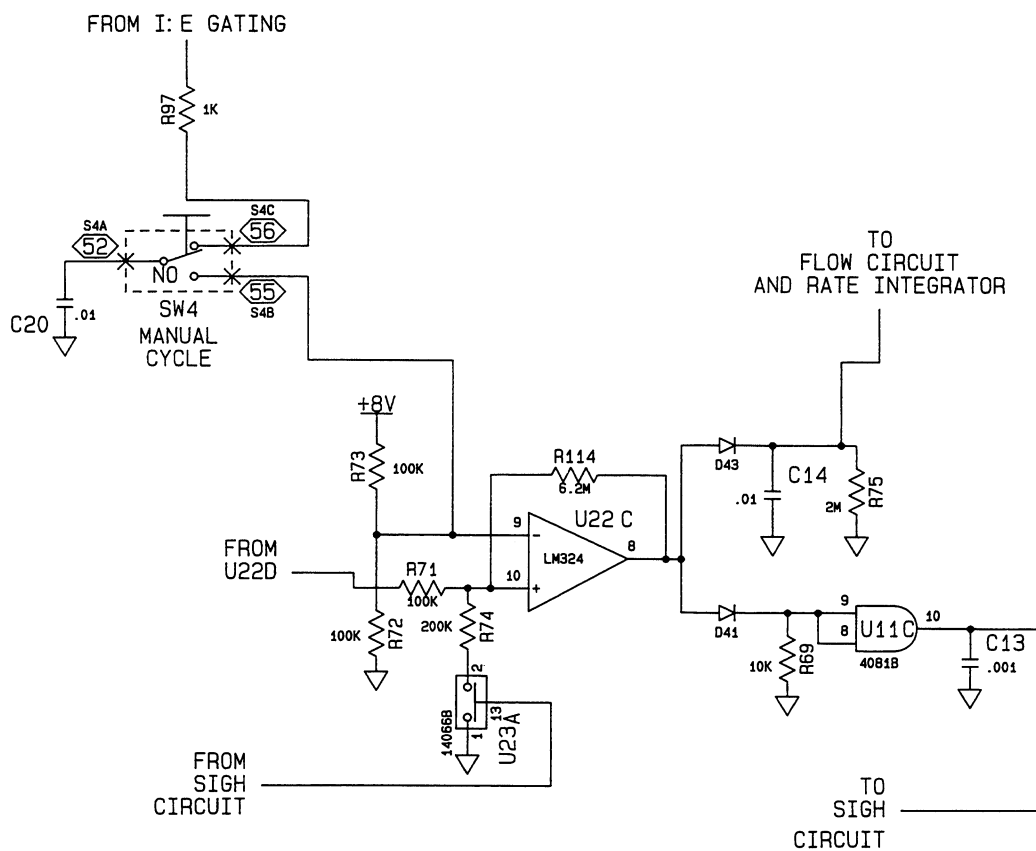 FROM I:E GATING
R97
1K
S4A
52
S4C
56
NO
55
S4B
C20
.01
SW4
MANUAL
CYCLE
TO
FLOW CIRCUIT
AND RATE INTEGRATOR
+8V
R73
100K
R114
6.2M
D43
C14
.01
2M
R75
9
U22 C
LM324
8
10
FROM
U22D
R71
100K
100K
R72
200K
R74
D41
9
8
U11C
10
4081B
10K
R69
C13
.001
2
14066B
13
1
U23A
FROM
SIGH
CIRCUIT
TO
SIGH
CIRCUIT